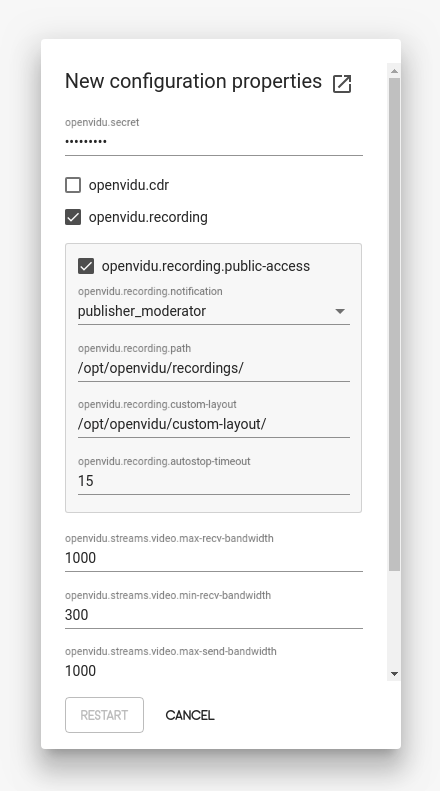 New configuration properties
openvidu.secret
•••••••••
openvidu.cdr
openvidu.recording
openvidu.recording.public-access
openvidu.recording.notification
publisher_moderator
openvidu.recording.path
/opt/openvidu/recordings/
openvidu.recording.custom-layout
/opt/openvidu/custom-layout/
openvidu.recording.autostop-timeout
15
openvidu.streams.video.max-recv-bandwidth
1000
openvidu.streams.video.min-recv-bandwidth
300
openvidu.streams.video.max-send-bandwidth
1000
RESTART CANCEL